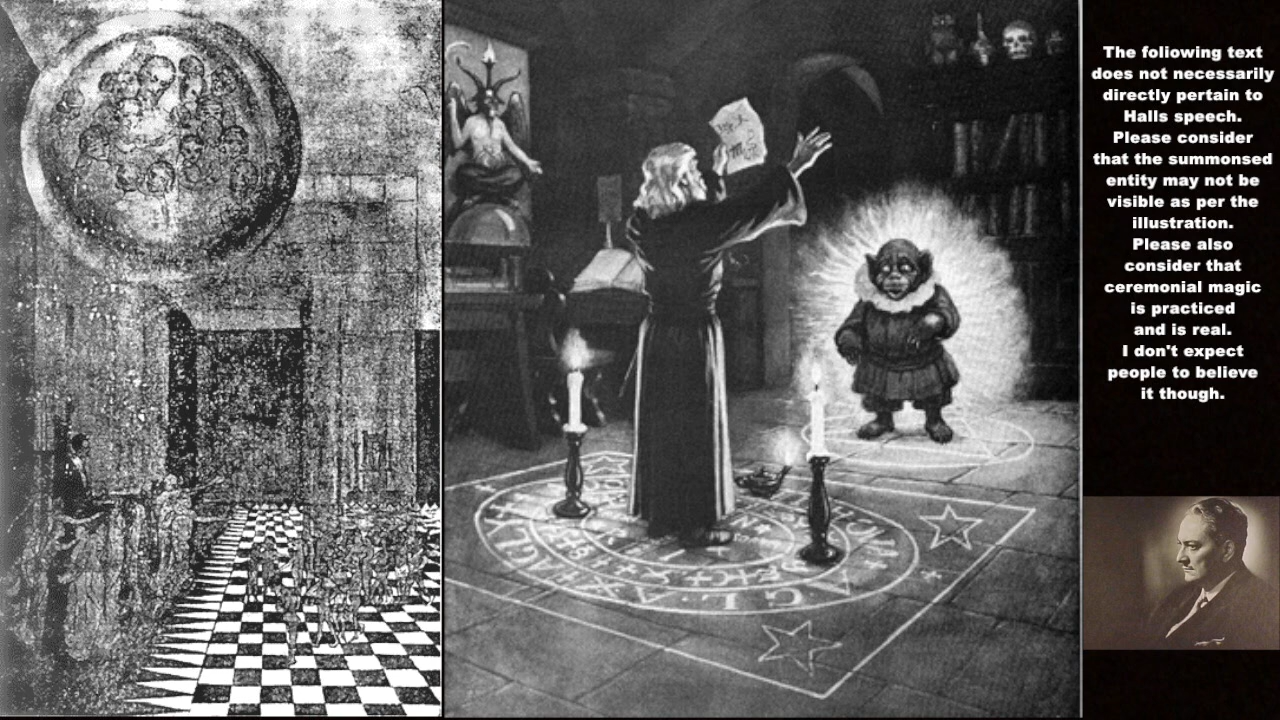 The foliowing text
does not necessarily
directly pertain to
Halls speech.
Please consider
that the summonsed
entity may not be
visible as per the
illustration.
Please also
consider that
ceremonial magic
is practiced
and is real.
I don't expect
people to believe
it though.